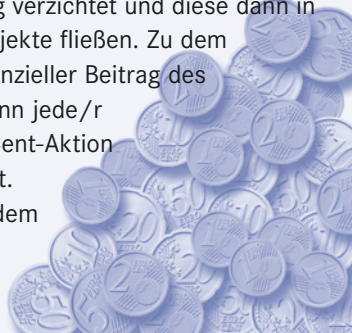 g verzichtet und diese dann in
jekte fließen. Zu dem
nzieller Beitrag des
nn jede/r
ent-Aktion
t.
dem